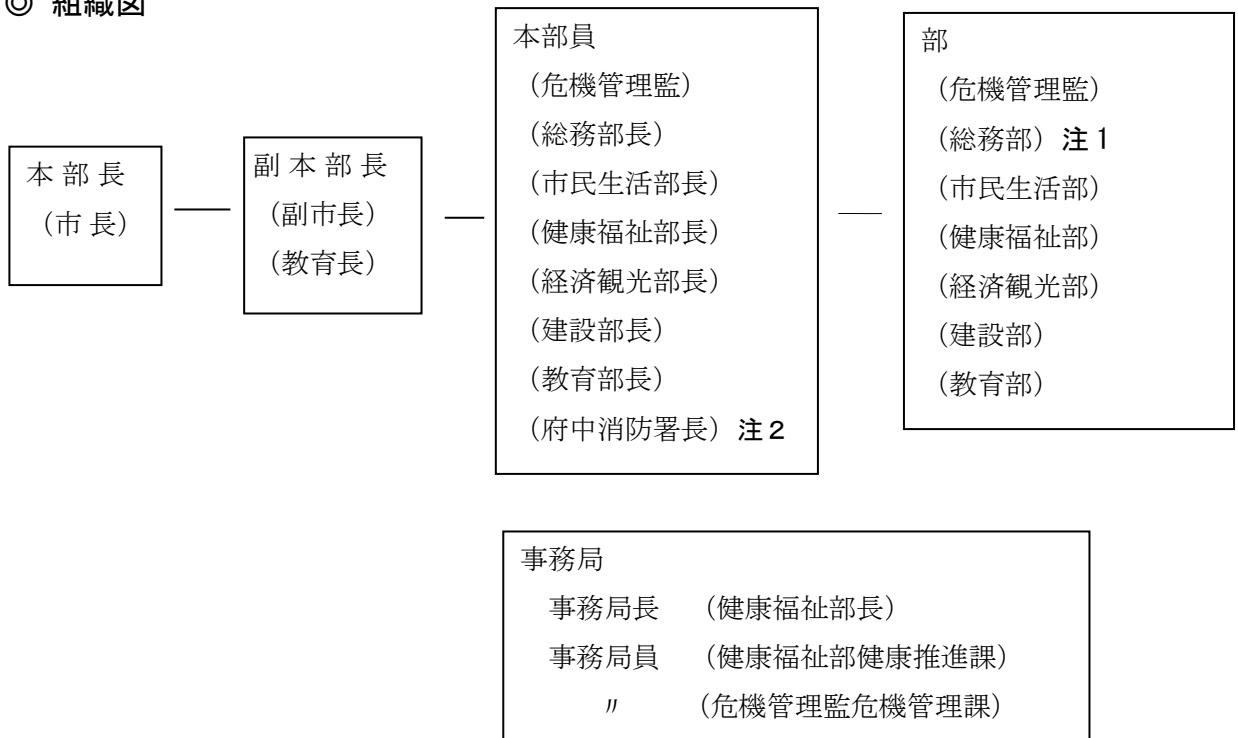 ◎ 組織図
本 部 長
（市 長）
副 本 部 長
（副市長）
（教育長）
本部員
（危機管理監）
（総務部長）
（市民生活部長）
（健康福祉部長）
（経済観光部長）
（建設部長）
（教育部長）
（府中消防署長）注２
部
（危機管理監）
（総務部）注１
（市民生活部）
（健康福祉部）
（経済観光部）
（建設部）
（教育部）
事務局
事務局長 （健康福祉部長）
事務局員 （健康福祉部健康推進課）
〃 （危機管理監危機管理課）